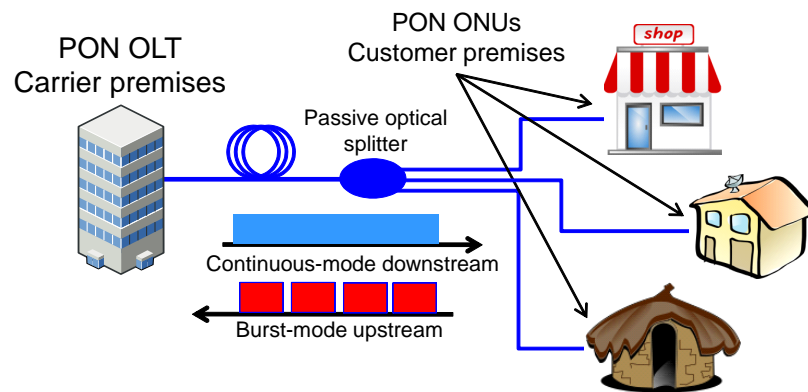 PON OLT
Carrier premises
PON ONUs
Customer premises
shop
Passive optical
splitter
Continuous-mode downstream
Burst-mode upstream